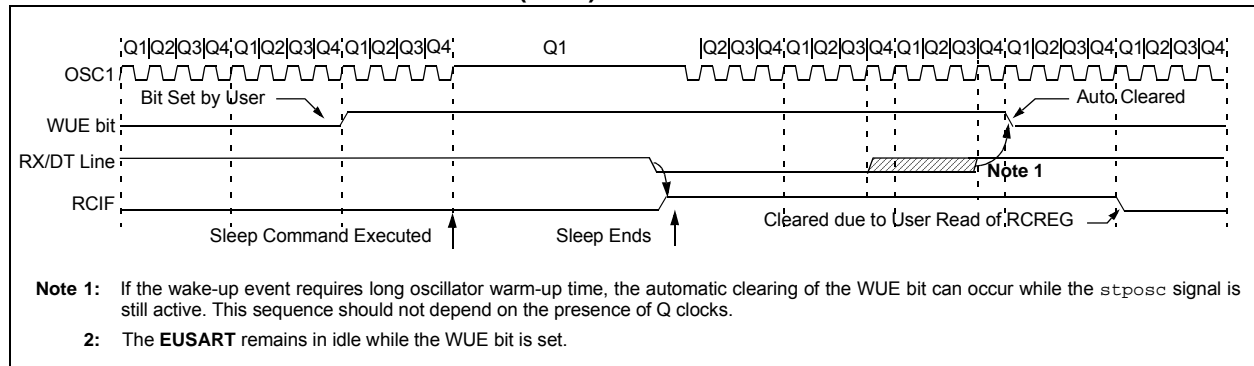 Q1|Q2|Q3|Q4|Q1|Q2|Q3|Q4|Q1|Q2|Q3|Q4 Q1 |Q2|Q3|Q4|Q1|Q2|Q3|Q4|Q1|Q2|Q3|Q4|Q1|Q2|Q3|Q4|Q1|Q2|Q3|Q4
OSC1
Bit Set by User Auto Cleared
WUE bit
RX/DT Line
Note 1
RCIF
Cleared due to User Read of RCREG
Sleep Command Executed Sleep Ends
Note 1: If the wake-up event requires long oscillator warm-up time, the automatic clearing of the WUE bit can occur while the stposc signal is
still active. This sequence should not depend on the presence of Q clocks.
2: The EUSART remains in idle while the WUE bit is set.